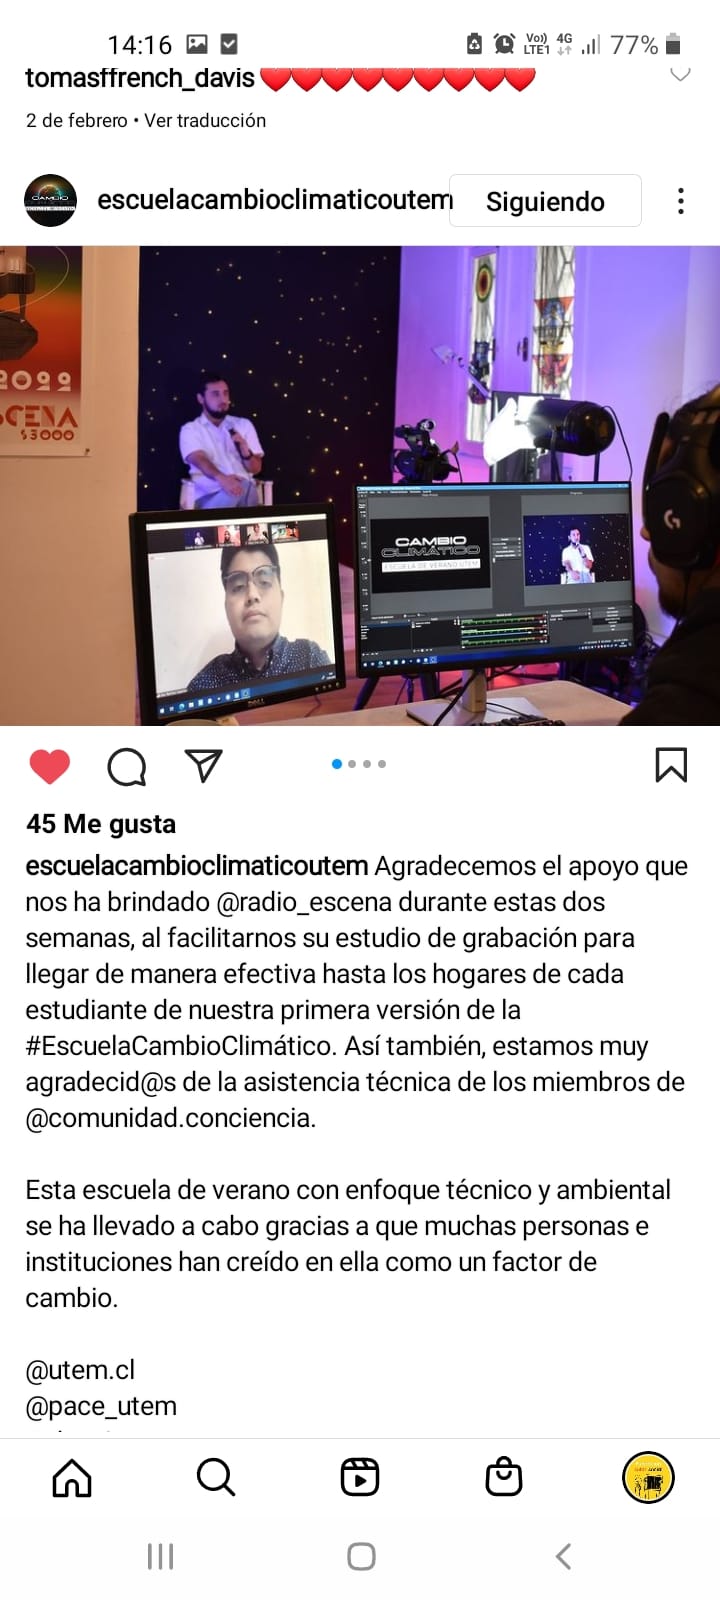 14:16
Vo)) LTE1 4G 77%
tomasffrench_davis ❤️❤️❤️❤️❤️❤️❤️❤️❤️
2 de febrero • Ver traducción
escuelacambioclimaticoutem Siguiendo
2022
$3000
CAMBIO
CLIMÁTICO
ESCUELA DE VERANO UTEM
DELL
45 Me gusta
escuelacambioclimaticoutem Agradecemos el apoyo que
nos ha brindado @radio_escena durante estas dos
semanas, al facilitarnos su estudio de grabación para
llegar de manera efectiva hasta los hogares de cada
estudiante de nuestra primera versión de la
#EscuelaCambioClimático. Así también, estamos muy
agradecid@s de la asistencia técnica de los miembros de
@comunidad.conciencia.
Esta escuela de verano con enfoque técnico y ambiental
se ha llevado a cabo gracias a que muchas personas e
instituciones han creído en ella como un factor de
cambio.
@utem.cl
@pace_utem